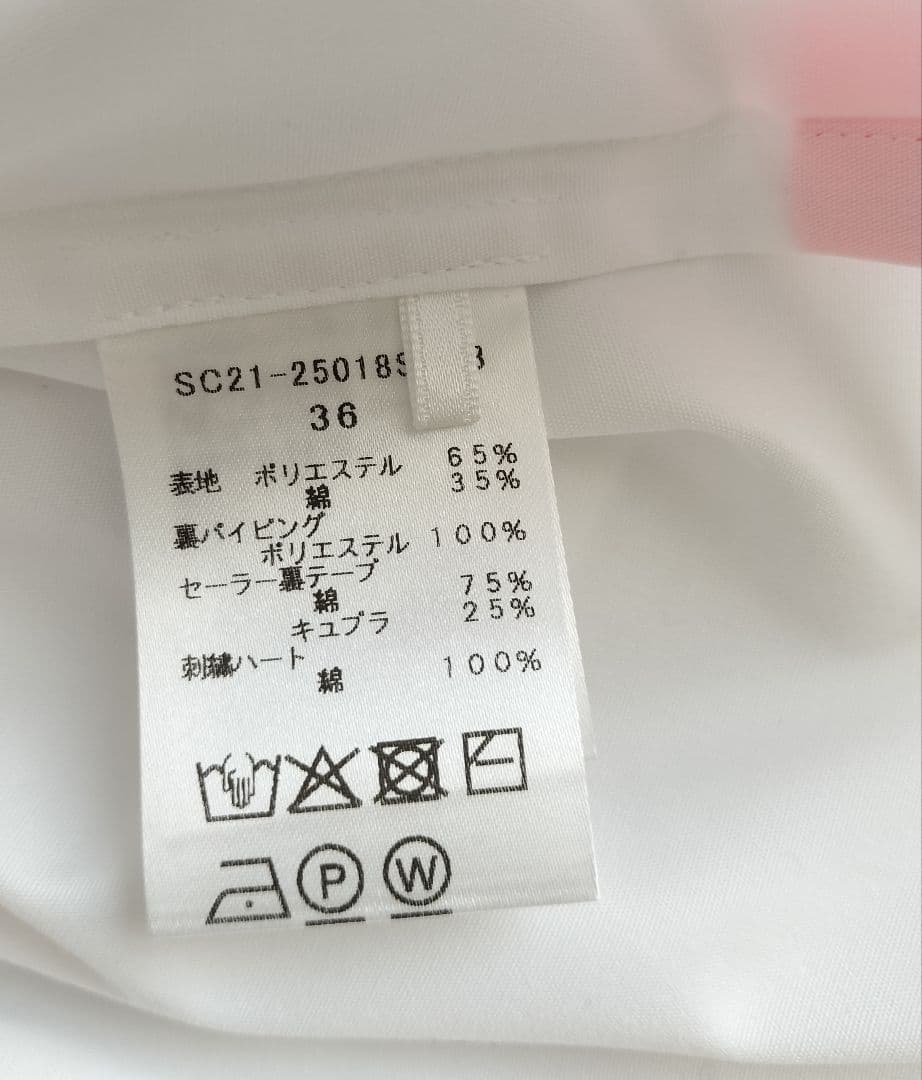 SC21-25018S
36
表地 ポリエステル 65%
綿 35%
裏パイピング
ポリエステル 100%
セーラー裏テープ
綿 75%
キュプラ 25%
刺繍ハート
綿 100%
P W